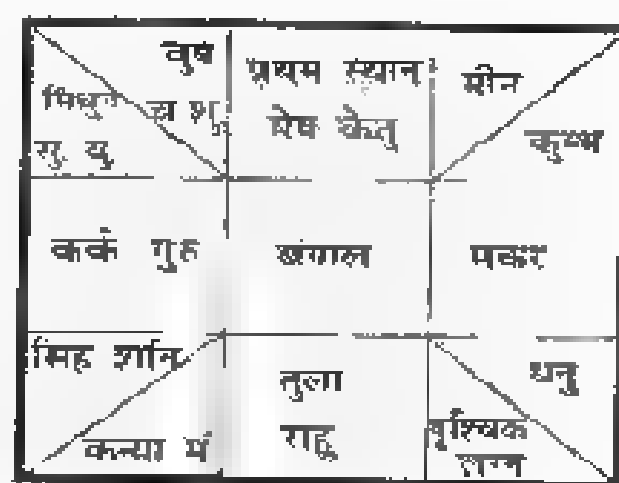 वृष
प्रथम स्थान
मीन
मिथुन
च शु
मेष केतु
कुम्भ
सु यु
कर्क गुह
बंगाल
मकर
सिंह शनि
तुला
धनु
कन्या मं
राहू
वृश्चिक
लग्न